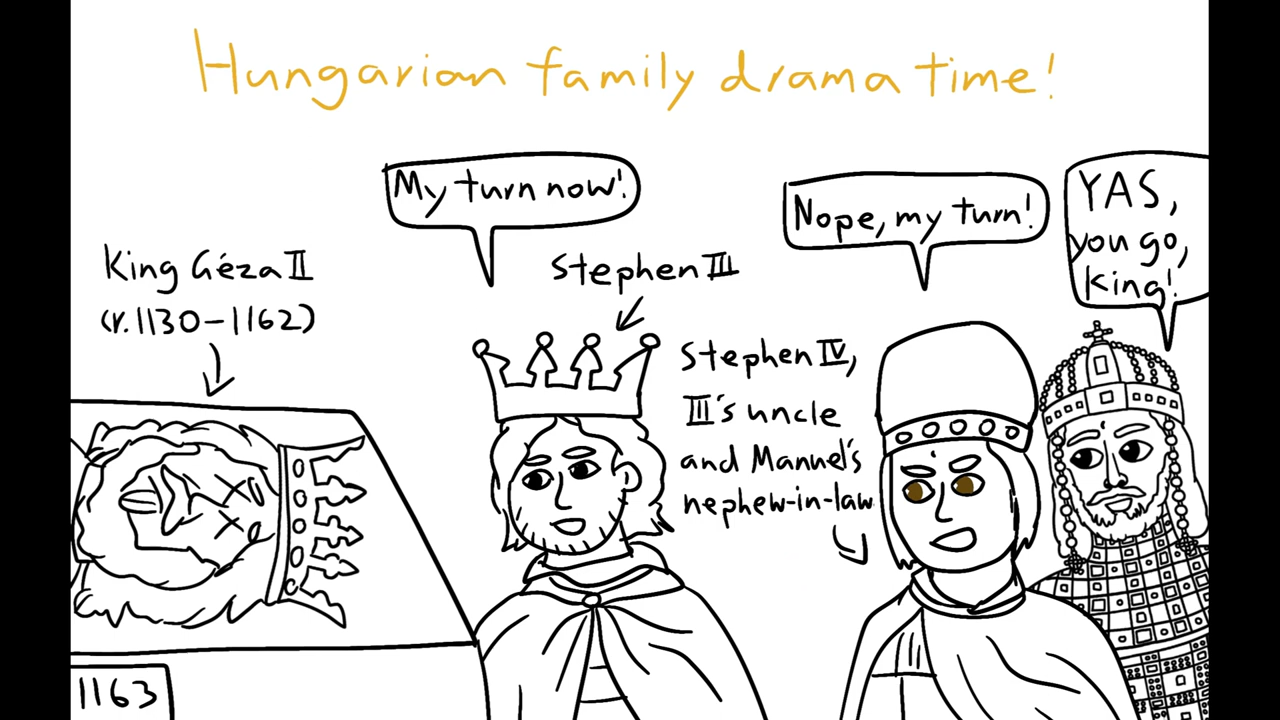 Hungarian family drama time!
My turn now!
Nope, my turn!
YAS,
you go,
King!
King Géza II
(r. 1130-1162)
Stephen III
Stephen IV,
III's uncle
and Manuel's
nephew-in-law
1163